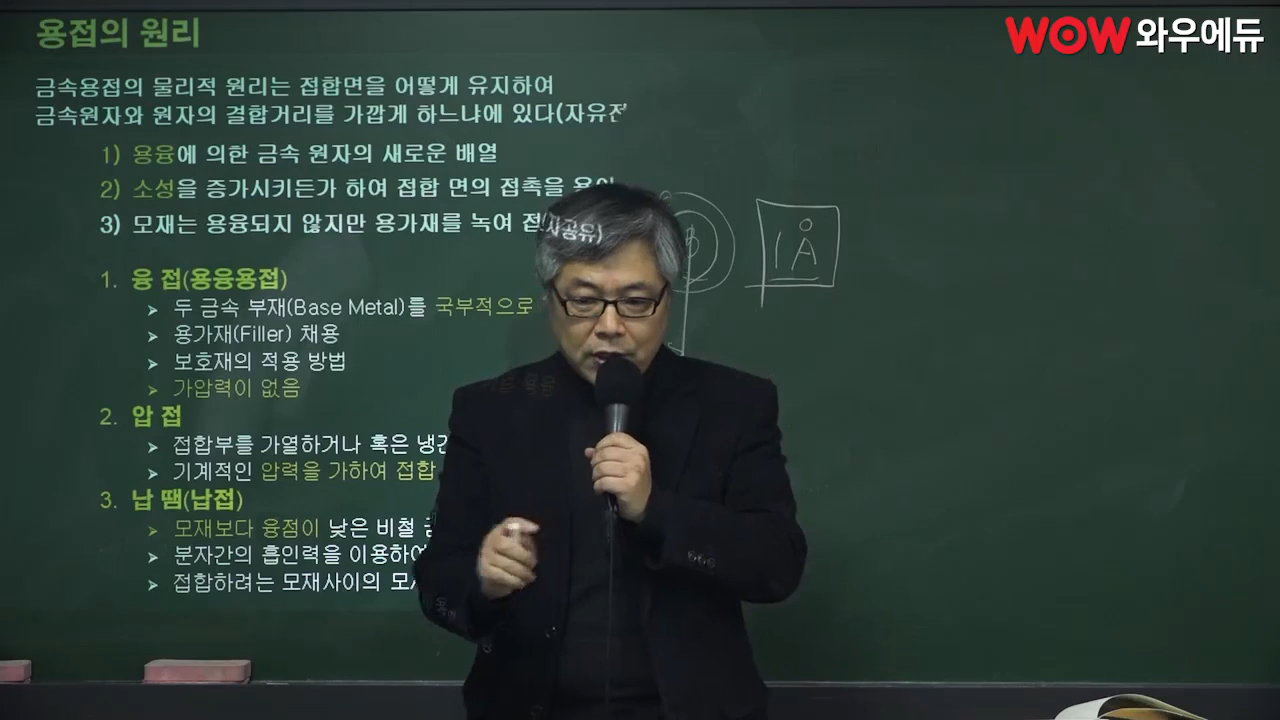 용접의 원리
WOW 와우에듀
금속용접의 물리적 원리는 접합면을 어떻게 유지하여
금속원자와 원자의 결합거리를 가깝게 하느냐에 있다(자유전
1) 용융에 의한 금속 원자의 새로운 배열
2) 소성을 증가시키든가 하여 접합 면의 접촉을
3) 모재는 용융되지 않지만 용가재를 녹여
자공유)
1Å
1. 융 접(용융용접)
➢ 두 금속 부재(Base Metal)를 국부적으로
➢ 용가재(Filler) 채용
➢ 보호재의 적용 방법
➢ 가압력이 없음
2. 압 접
➢ 접합부를 가열하거나 혹은
➢ 기계적인 압력을 가하여 접합
3. 납 땜(납접)
➢ 모재보다 융점이 낮은 비철
➢ 분자간의 흡인력을 이용하여
➢ 접합하려는 모재사이의